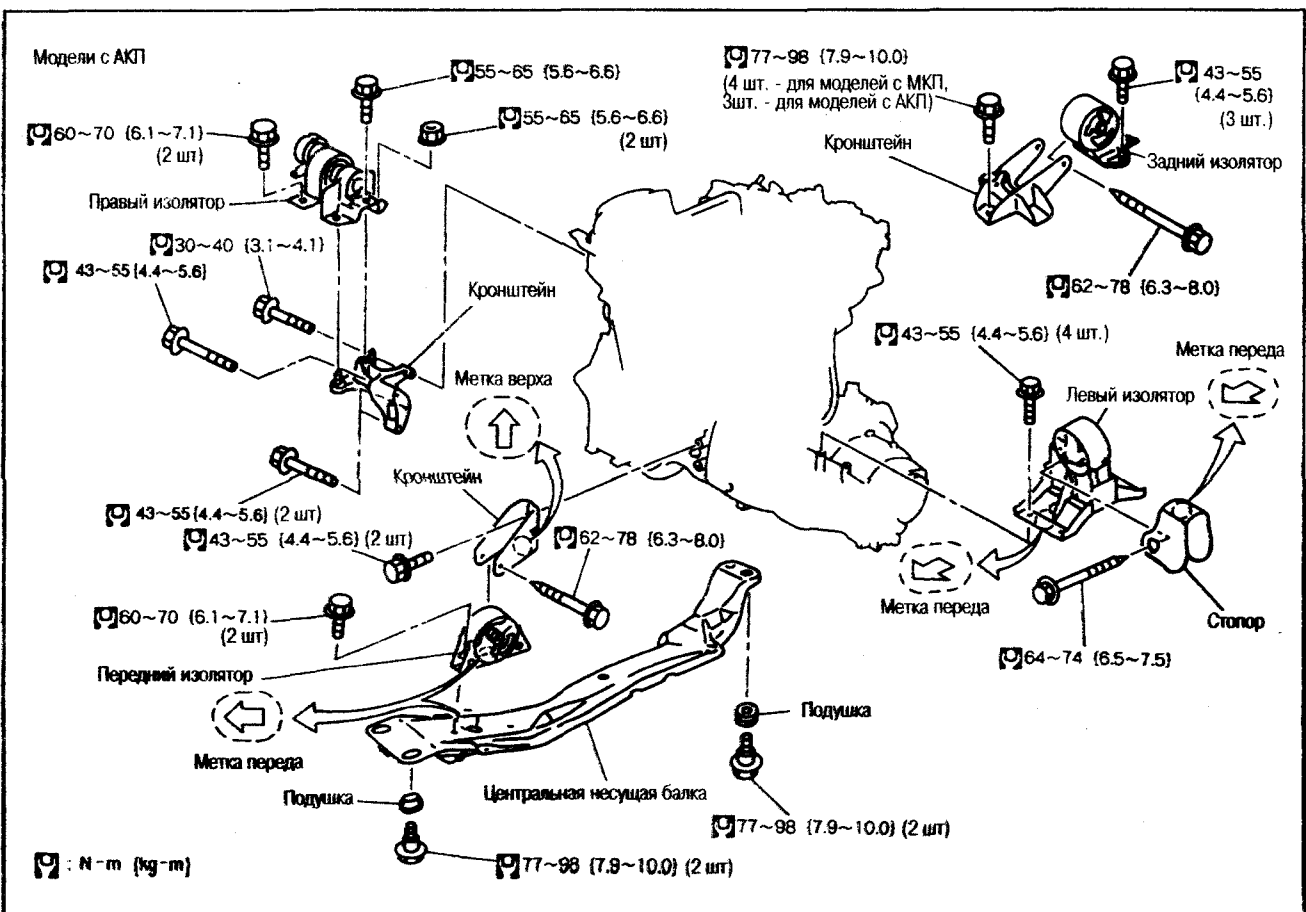 Модели с АКП
55~65 {5.6~6.6}
60~70 {6.1~7.1}
(2 шт)
55~65 {5.6~6.6}
(2 шт)
Правый изолятор
30~40 {3.1~4.1}
43~55 {4.4~5.6}
Кронштейн
Метка верха
Кронштейн
43~55 {4.4~5.6} (2 шт)
43~55 {4.4~5.6} (2 шт)
62~78 {6.3~8.0}
60~70 {6.1~7.1}
(2 шт)
Передний изолятор
Метка переда
Подушка
Центральная несущая балка
77~98 {7.9~10.0} (2 шт)
: N-m {kg-m}
77~98 {7.9~10.0}
(4 шт. - для моделей с МКП,
3шт. - для моделей с АКП)
43~55
{4.4~5.6}
(3 шт.)
Кронштейн
Задний изолятор
62~78 {6.3~8.0}
43~55 {4.4~5.6} (4 шт.)
Метка переда
Левый изолятор
Метка переда
Стопор
64~74 {6.5~7.5}
Подушка
77~98 {7.9~10.0} (2 шт)